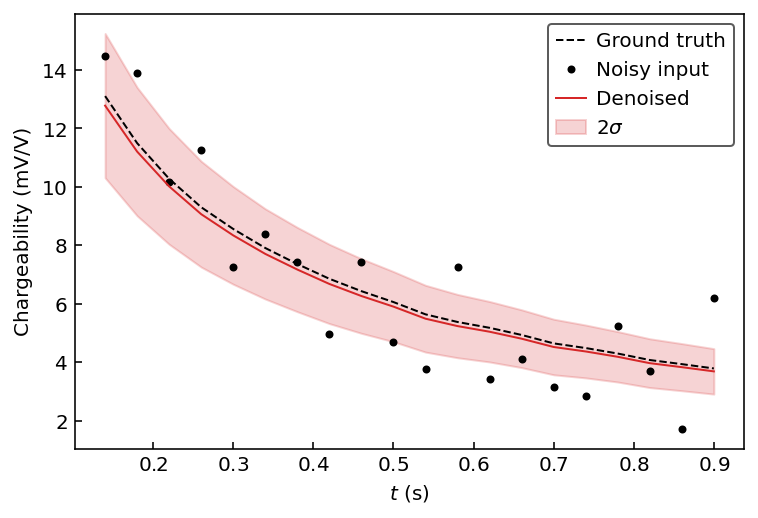 Ground truth
Noisy input
Denoised
2σ
Chargeability (mV/V)
14
12
10
8
6
4
2
0.2 0.3 0.4 0.5 0.6 0.7 0.8 0.9
t (s)